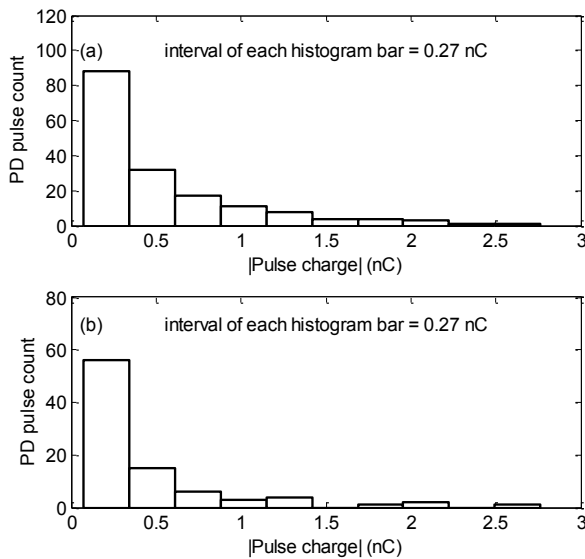 120
100
80
60
40
20
0
PD pulse count
(a)
interval of each histogram bar = 0.27 nC
0 0.5 1 1.5 2 2.5 3
|Pulse charge| (nC)
80
60
40
20
0
PD pulse count
(b)
interval of each histogram bar = 0.27 nC
0 0.5 1 1.5 2 2.5 3
|Pulse charge| (nC)